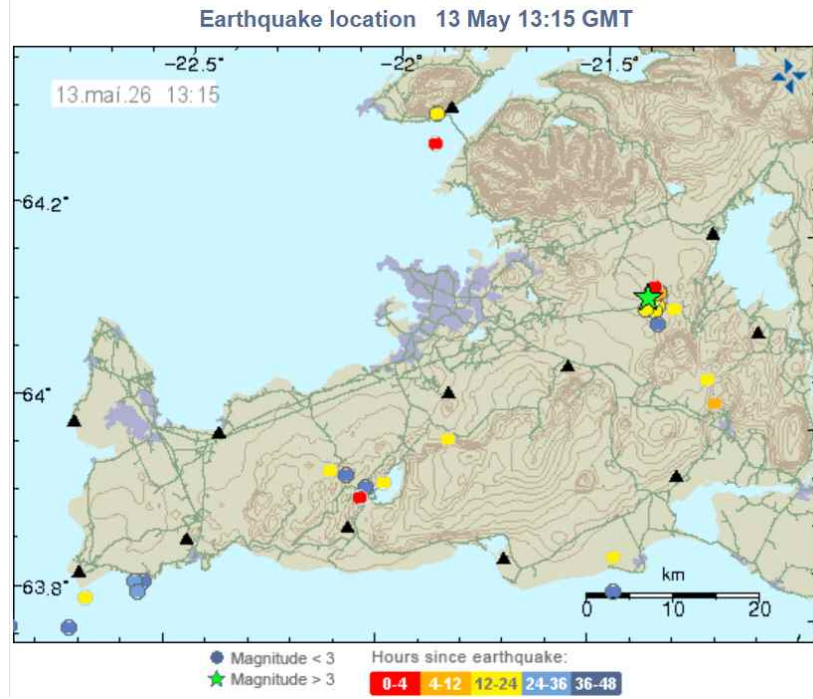 Earthquake location 13 May 13:15 GMT
-22.5° -22° -21.5°
13.maí.26 13:15
64.2°
64°
63.8°
km
0 10 20
Magnitude < 3
Magnitude > 3
Hours since earthquake:
0-4 4-12 12-24 24-36 36-48